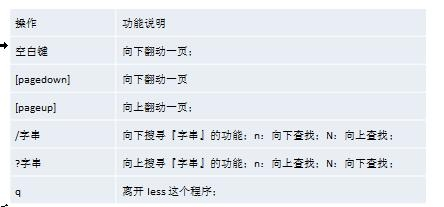 操作 功能说明
空白键 向下翻动一页；
[pagedown] 向下翻动一页
[pageup] 向上翻动一页
/字串 向下搜寻『字串』的功能；n：向下查找；N：向上查找；
?字串 向上搜寻『字串』的功能；n：向上查找；N：向下查找；
q 离开 less 这个程序；